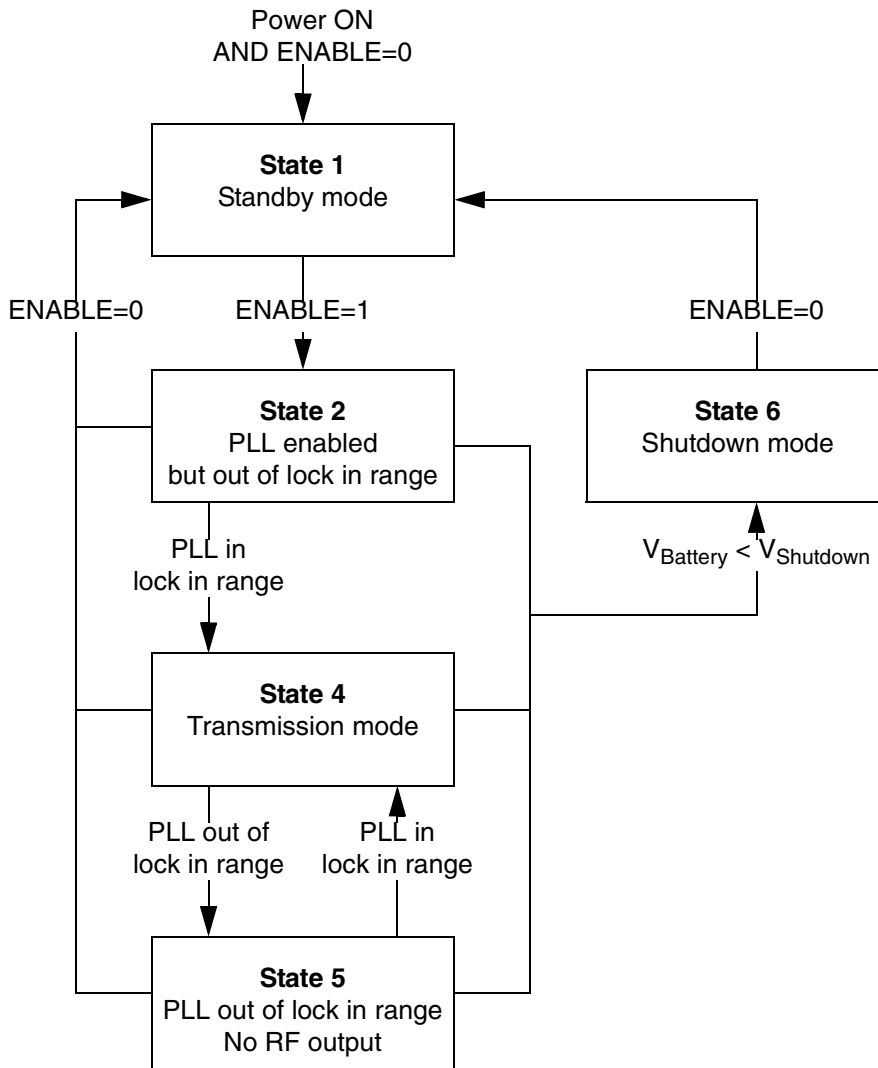 Power ON
AND ENABLE=0
State 1
Standby mode
ENABLE=0
ENABLE=1
ENABLE=0
State 2
PLL enabled
but out of lock in range
State 6
Shutdown mode
PLL in
lock in range
VBattery < VShutdown
State 4
Transmission mode
PLL out of
lock in range
PLL in
lock in range
State 5
PLL out of lock in range
No RF output